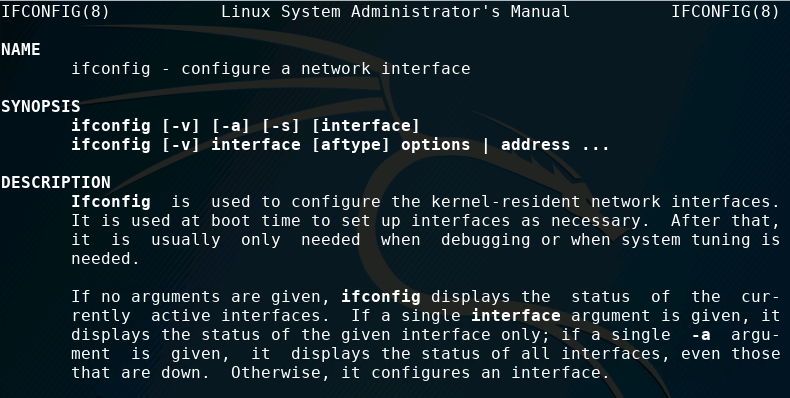 IFCONFIG(8) Linux System Administrator's Manual IFCONFIG(8)
NAME
ifconfig - configure a network interface
SYNOPSIS
ifconfig [-v] [-a] [-s] [interface]
ifconfig [-v] interface [aftype] options | address ...
DESCRIPTION
Ifconfig is used to configure the kernel-resident network interfaces.
It is used at boot time to set up interfaces as necessary. After that,
it is usually only needed when debugging or when system tuning is
needed.
If no arguments are given, ifconfig displays the status of the cur-
rently active interfaces. If a single interface argument is given, it
displays the status of the given interface only; if a single -a argu-
ment is given, it displays the status of all interfaces, even those
that are down. Otherwise, it configures an interface.